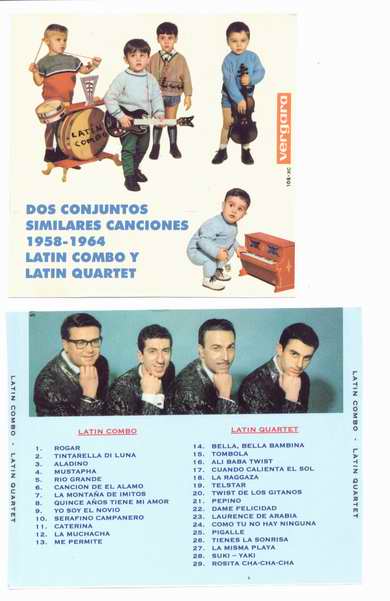 LATIN
COMBO
vergara
DOS CONJUNTOS
SIMILARES CANCIONES
1958-1964
LATIN COMBO Y
LATIN QUARTET
LATIN COMBO • LATIN QUARTET
LATIN COMBO
1. ROGAR
2. TINTARELLA DI LUNA
3. ALADINO
4. MUSTAPHA
5. RIO GRANDE
6. CANCION DE EL ALAMO
7. LA MONTAÑA DE IMITOS
8. QUINCE AÑOS TIENE MI AMOR
9. YO SOY EL NOVIO
10. SERAFINO CAMPANERO
11. CATERINA
12. LA MUCHACHA
13. ME PERMITE
LATIN QUARTET
14. BELLA, BELLA BAMBINA
15. TOMBOLA
16. ALI BABA TWIST
17. CUANDO CALIENTA EL SOL
18. LA RAGGAZA
19. TELSTAR
20. TWIST DE LOS GITANOS
21. PEPINO
22. DAME FELICIDAD
23. LAURENCE DE ARABIA
24. COMO TU NO HAY NINGUNA
25. PIGALLE
26. TIENES LA SONRISA
27. LA MISMA PLAYA
28. SUKI - YAKI
29. ROSITA CHA-CHA-CHA
LATIN COMBO • LATIN QUARTET